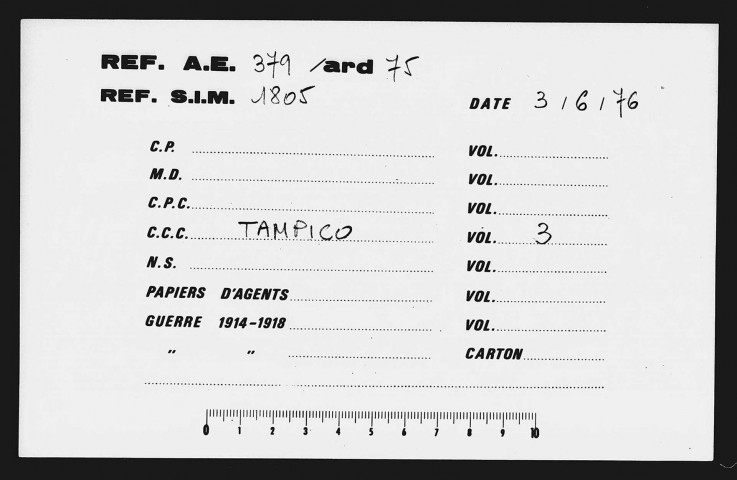 REF. A.E. 379 /ard 75
REF. S.I.M. 1805 DATE 3 / 6 / 76
C.P. VOL.
M.D. VOL.
C.P.C. VOL.
C.C.C. TAMPICO VOL. 3
N.S. VOL.
PAPIERS D'AGENTS VOL.
GUERRE 1914-1918 VOL.
" " CARTON
0 1 2 3 4 5 6 7 8 9 10